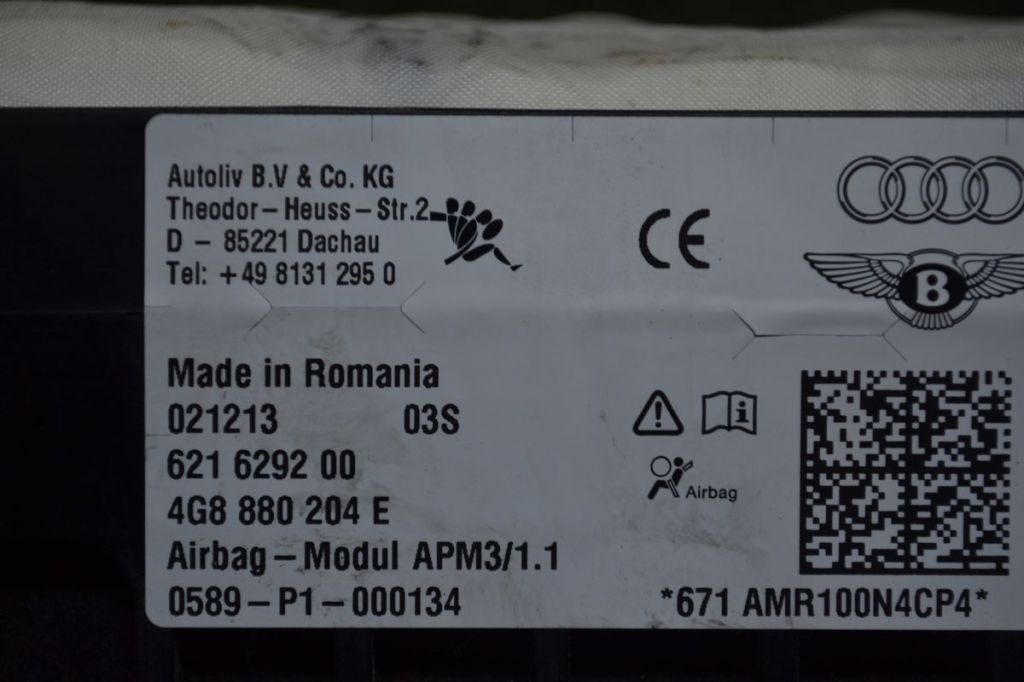 Autoliv B.V & Co. KG
Theodor-Heuss-Str.2
D - 85221 Dachau
Tel: +49 8131 295 0
CE
B
Made in Romania
021213 03S
621 6292 00
4G8 880 204 E
Airbag
Airbag-Modul APM3/1.1
0589-P1-000134
*671 AMR100N4CP4*